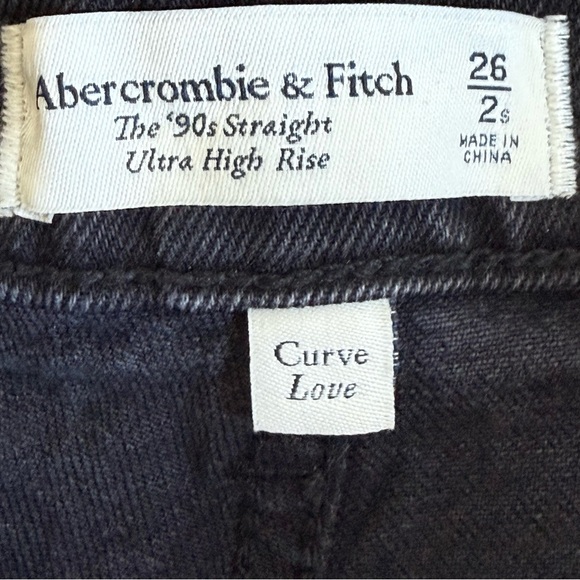 Abercrombie & Fitch
The '90s Straight
Ultra High Rise
26
2s
MADE IN
CHINA
Curve
Love